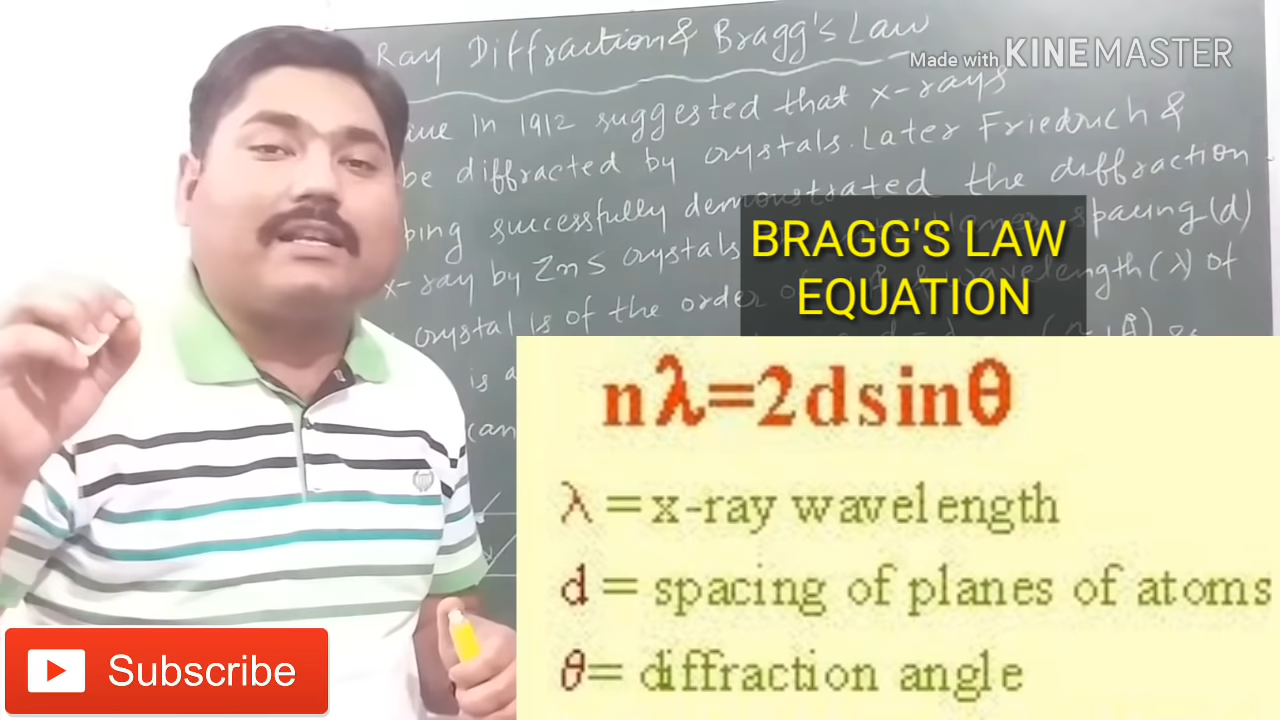 Ray Diffraction & Bragg's Law
Made with KINEMASTER
In 1912 suggested that x-rays
be diffracted by crystals. Later Friedrich &
successfully demonstrated the diffraction
x-ray by ZnS crystals spacing (d)
crystal is of the order wavelength (λ) of
is
can
BRAGG'S LAW
EQUATION
nλ=2dsinθ
λ = x-ray wavelength
d = spacing of planes of atoms
θ= diffraction angle
Subscribe